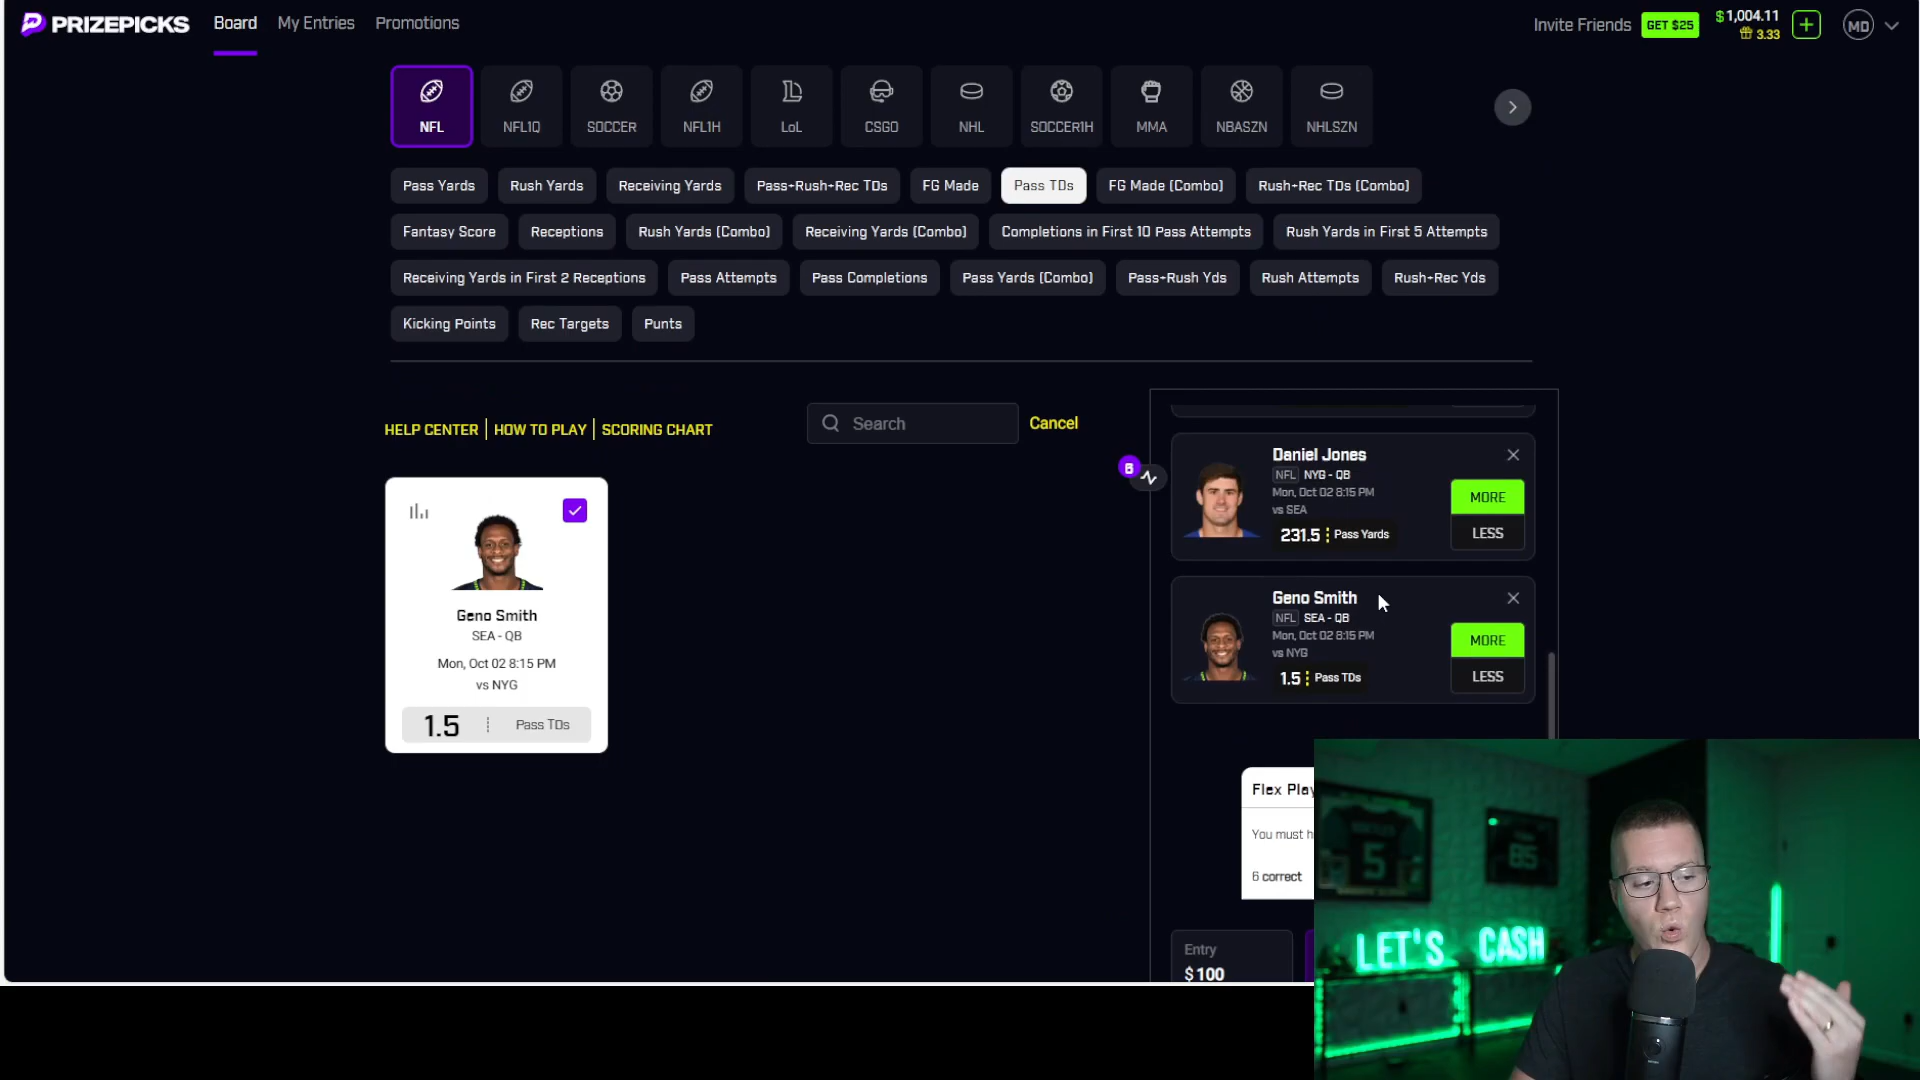 PRIZEPICKS
Board
My Entries
Promotions
Invite Friends
GET $25
$1,004.11
3.33
MD
NFL
NFL1Q
SOCCER
NFL1H
LoL
CSGO
NHL
SOCCER1H
MMA
NBASZN
NHLSZN
Pass Yards
Rush Yards
Receiving Yards
Pass+Rush+Rec TDs
FG Made
Pass TDs
FG Made (Combo)
Rush+Rec TDs (Combo)
Fantasy Score
Receptions
Rush Yards (Combo)
Receiving Yards (Combo)
Completions in First 10 Pass Attempts
Rush Yards in First 5 Attempts
Receiving Yards in First 2 Receptions
Pass Attempts
Pass Completions
Pass Yards (Combo)
Pass+Rush Yds
Rush Attempts
Rush+Rec Yds
Kicking Points
Rec Targets
Punts
HELP CENTER
HOW TO PLAY
SCORING CHART
Search
Cancel
Geno Smith
SEA - QB
Mon, Oct 02 8:15 PM
vs NYG
1.5
Pass TDs
6
Daniel Jones
NFL NYG - QB
Mon, Oct 02 8:15 PM
vs SEA
231.5 Pass Yards
MORE
LESS
Geno Smith
NFL SEA - QB
Mon, Oct 02 8:15 PM
vs NYG
1.5 Pass TDs
MORE
LESS
Flex Play
You must h
6 correct
Entry
$100
5
85
LET'S CASH